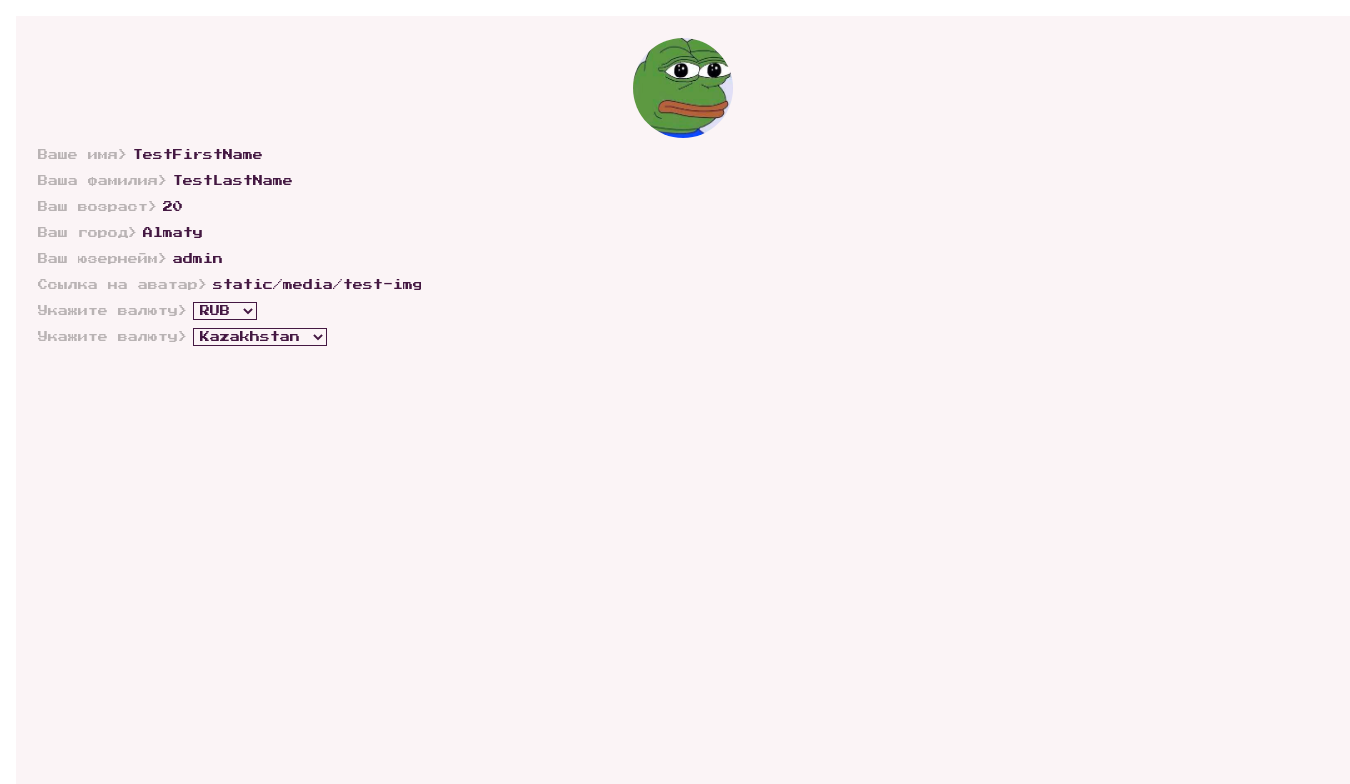 Ваше имя> TestFirstName
Ваша фамилия> TestLastName
Ваш возраст> 20
Ваш город> Almaty
Ваш юзернейм> admin
Ссылка на аватар> static/media/test-img
Укажите валюту> RUB
Укажите валюту> Kazakhstan